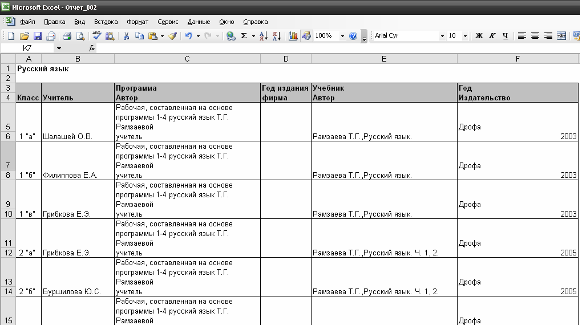 Microsoft Excel - Отчет_002
Файл Правка Вид Вставка Формат Сервис Данные Окно Справка
100% Arial Cyr 10 Ж К Ч
K7 fx
A B C D E F
1 Русский язык
2
3 Программа Год издания Учебник Год
4 Класс Учитель Автор фирма Автор Издательство
Рабочая, составленная на основе
программы 1-4 русский язык Т.Г.
5 Рамзаевой Дрофа
6 1 "а" Шалашей О.В. учитель Рамзаева Т.Г.,Русский язык. 2003
Рабочая, составленная на основе
программы 1-4 русский язык Т.Г.
7 Рамзаевой Дрофа
8 1 "б" Филиппова Е.А. учитель Рамзаева Т.Г.,Русский язык. 2003
Рабочая, составленная на основе
программы 1-4 русский язык Т.Г.
9 Рамзаевой Дрофа
10 1 "в" Грибкова Е.Э. учитель Рамзаева Т.Г.,Русский язык. 2003
Рабочая, составленная на основе
программы 1-4 русский язык Т.Г.
11 Рамзаевой Дрофа
12 2 "а" Грибкова Е.Э. учитель Рамзаева Т.Г.,Русский язык. Ч. 1, 2. 2005
Рабочая, составленная на основе
программы 1-4 русский язык Т.Г.
13 Рамзаевой Дрофа
14 2 "б" Буршилова Ю.С. учитель Рамзаева Т.Г.,Русский язык. Ч. 1, 2. 2005
Рабочая, составленная на основе
программы 1-4 русский язык Т.Г.
15 Рамзаевой Дрофа